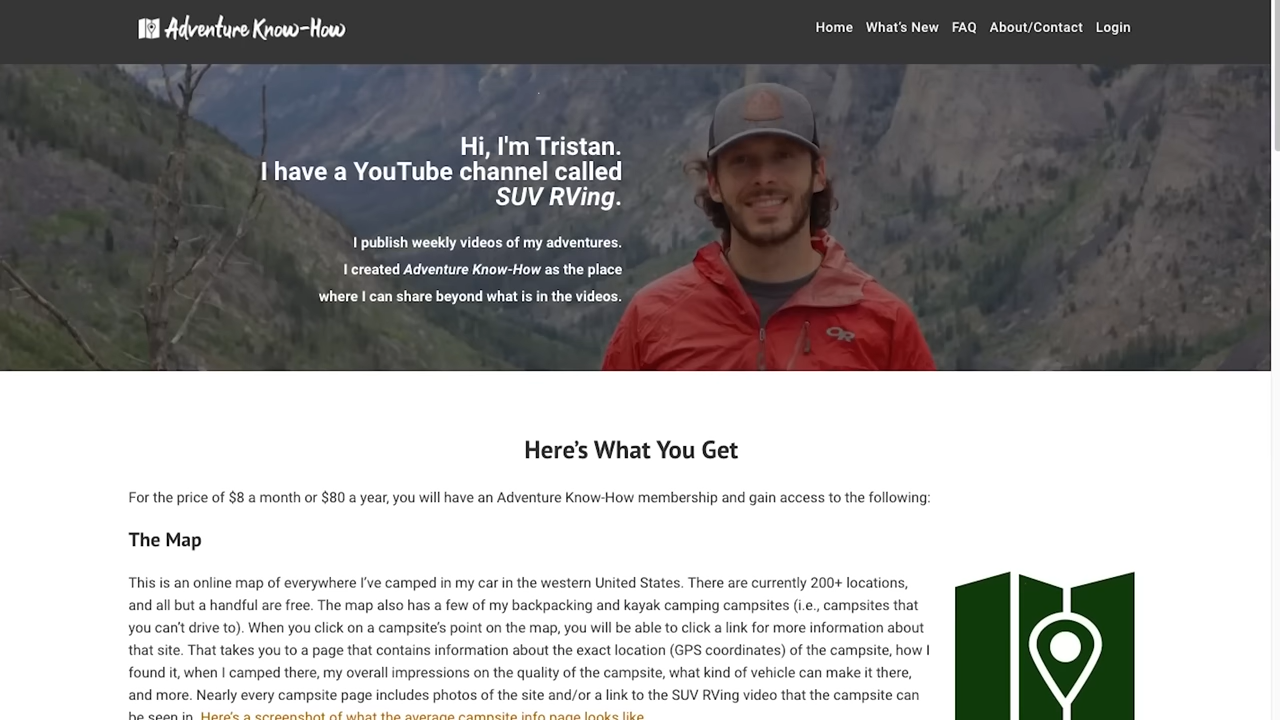 Adventure Know-How
Home What's New FAQ About/Contact Login
Hi, I'm Tristan.
I have a YouTube channel called
SUV RVing.
I publish weekly videos of my adventures.
I created Adventure Know-How as the place
where I can share beyond what is in the videos.
OR
Here's What You Get
For the price of $8 a month or $80 a year, you will have an Adventure Know-How membership and gain access to the following:
The Map
This is an online map of everywhere I've camped in my car in the western United States. There are currently 200+ locations,
and all but a handful are free. The map also has a few of my backpacking and kayak camping campsites (i.e., campsites that
you can't drive to). When you click on a campsite's point on the map, you will be able to click a link for more information about
that site. That takes you to a page that contains information about the exact location (GPS coordinates) of the campsite, how I
found it, when I camped there, my overall impressions on the quality of the campsite, what kind of vehicle can make it there,
and more. Nearly every campsite page includes photos of the site and/or a link to the SUV RVing video that the campsite can
be seen in. Here's a screenshot of what the average campsite info page looks like.